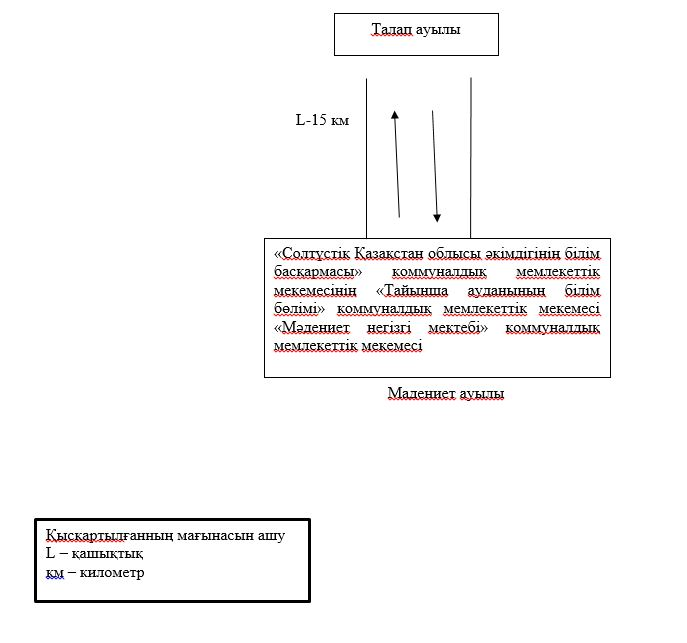 Талап ауылы
L-15 км
«Солтүстік Қазақстан облысы әкімдігінің білім
басқармасы» коммуналдық мемлекеттік
мекемесінің «Тайынша ауданының білім
бөлімі» коммуналдық мемлекеттік мекемесі
«Мәдениет негізгі мектебі» коммуналдық
мемлекеттік мекемесі
Мадениет ауылы
Қысқартылғанның мағынасын ашу
L – қашықтық
км – километр